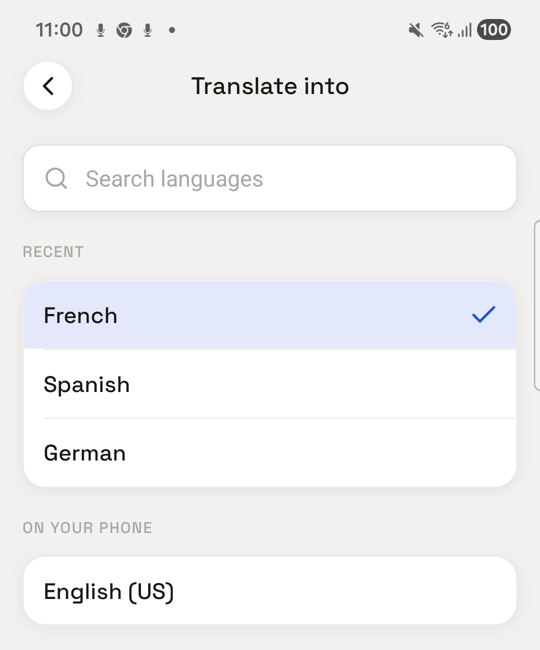 11:00
100
Translate into
Search languages
RECENT
French
Spanish
German
ON YOUR PHONE
English (US)